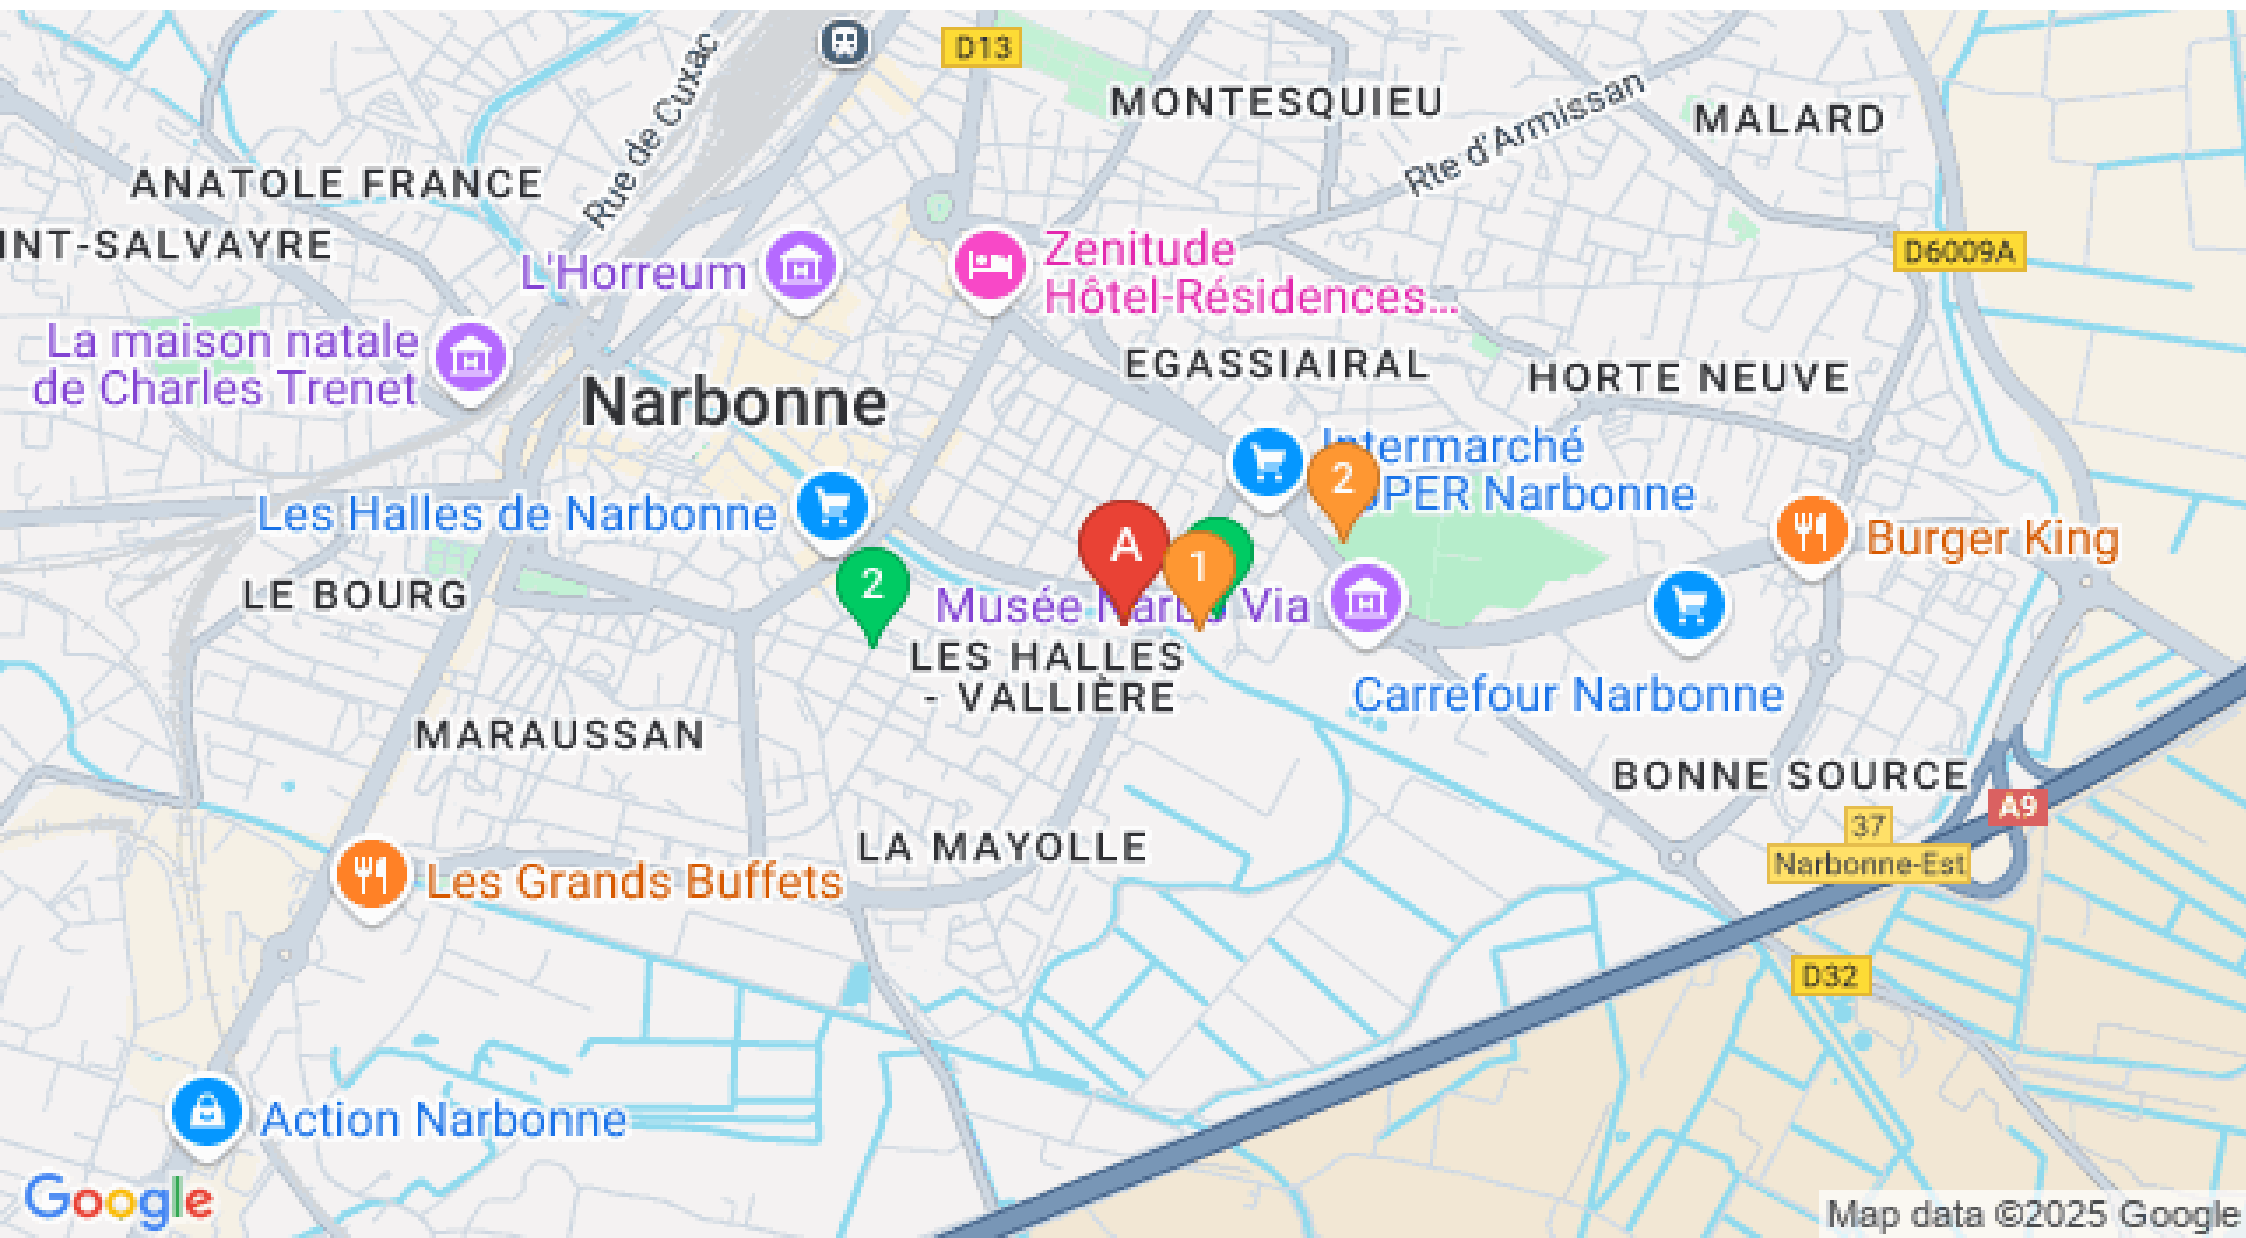 D13
MONTESQUIEU
MALARD
Rue de Cuxac
Rte d'Armissan
ANATOLE FRANCE
INT-SALVAYRE
L'Horreum
Zenitude
Hôtel-Résidences...
D6009A
La maison natale
de Charles Trenet
EGASSIAIRAL
HORTE NEUVE
Narbonne
Intermarché
SUPER Narbonne
2
Les Halles de Narbonne
A
1
Burger King
2
LE BOURG
Musée Narbo Via
LES HALLES
- VALLIÈRE
Carrefour Narbonne
MARAUSSAN
BONNE SOURCE
A9
37
Narbonne-Est
LA MAYOLLE
Les Grands Buffets
D32
Action Narbonne
Google
Map data ©2025 Google